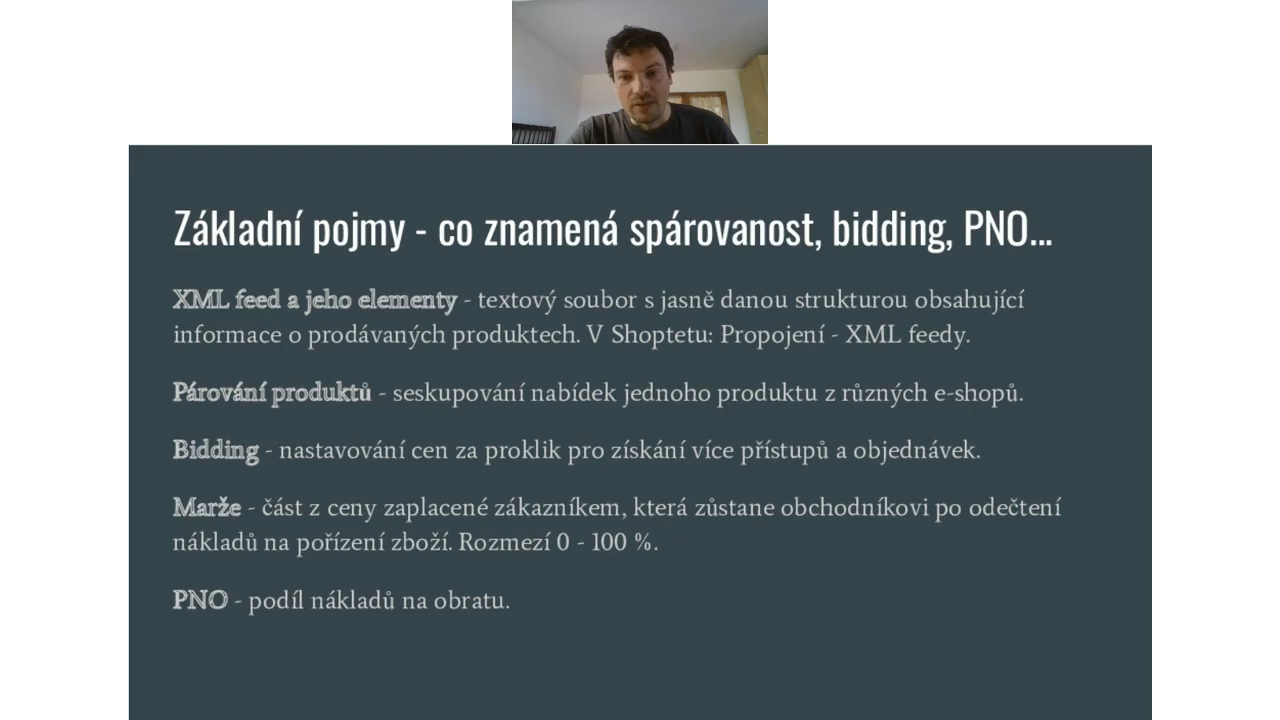 Základní pojmy - co znamená spárovanost, bidding, PNO...
XML feed a jeho elementy - textový soubor s jasně danou strukturou obsahující
informace o prodávaných produktech. V Shoptetu: Propojení - XML feedy.
Párování produktů - seskupování nabídek jednoho produktu z různých e-shopů.
Bidding - nastavování cen za proklik pro získání více přístupů a objednávek.
Marže - část z ceny zaplacené zákazníkem, která zůstane obchodníkovi po odečtení
nákladů na pořízení zboží. Rozmezí 0 - 100 %.
PNO - podíl nákladů na obratu.